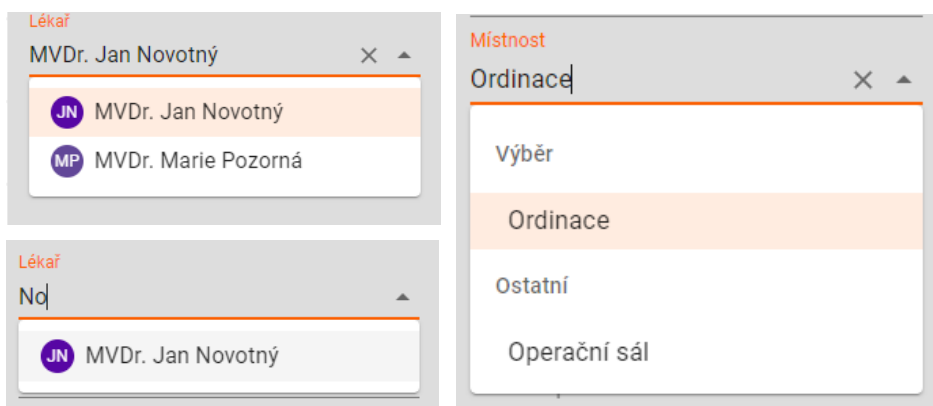 Lékař
MVDr. Jan Novotný
JN MVDr. Jan Novotný
MP MVDr. Marie Pozorná
Lékař
No
JN MVDr. Jan Novotný
Místnost
Ordinace
Výběr
Ordinace
Ostatní
Operační sál